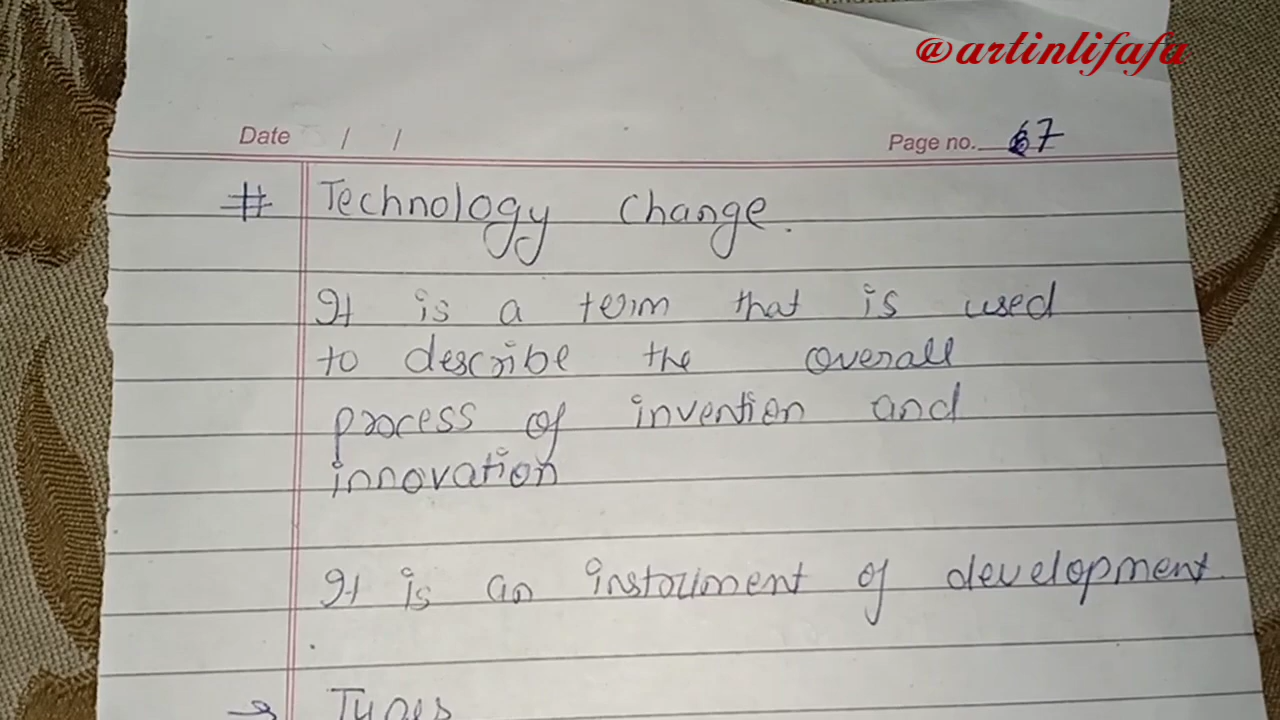 @artinlifafa
Date / /
Page no. 67
# Technology Change.
It is a term that is used
to describe the overall
process of invention and
innovation
It is an instrument of development.
→ Types